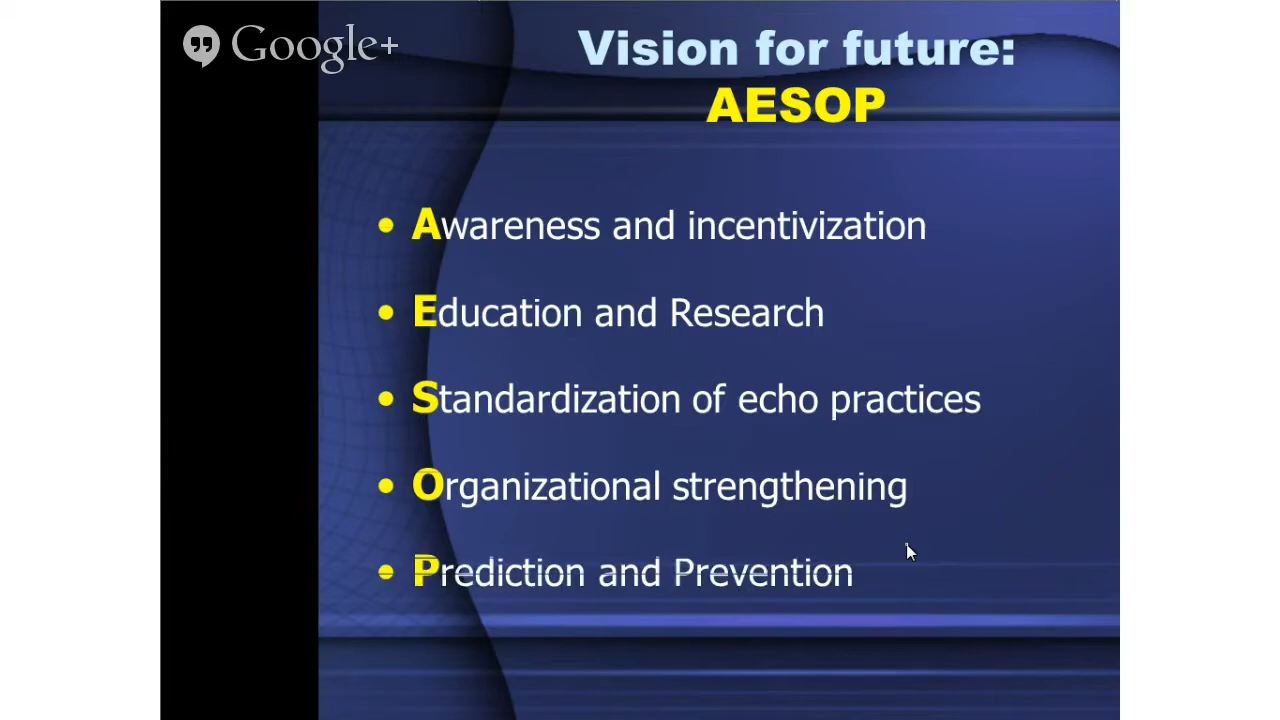 Google+
Vision for future:
AESOP
• Awareness and incentivization
• Education and Research
• Standardization of echo practices
• Organizational strengthening
• Prediction and Prevention